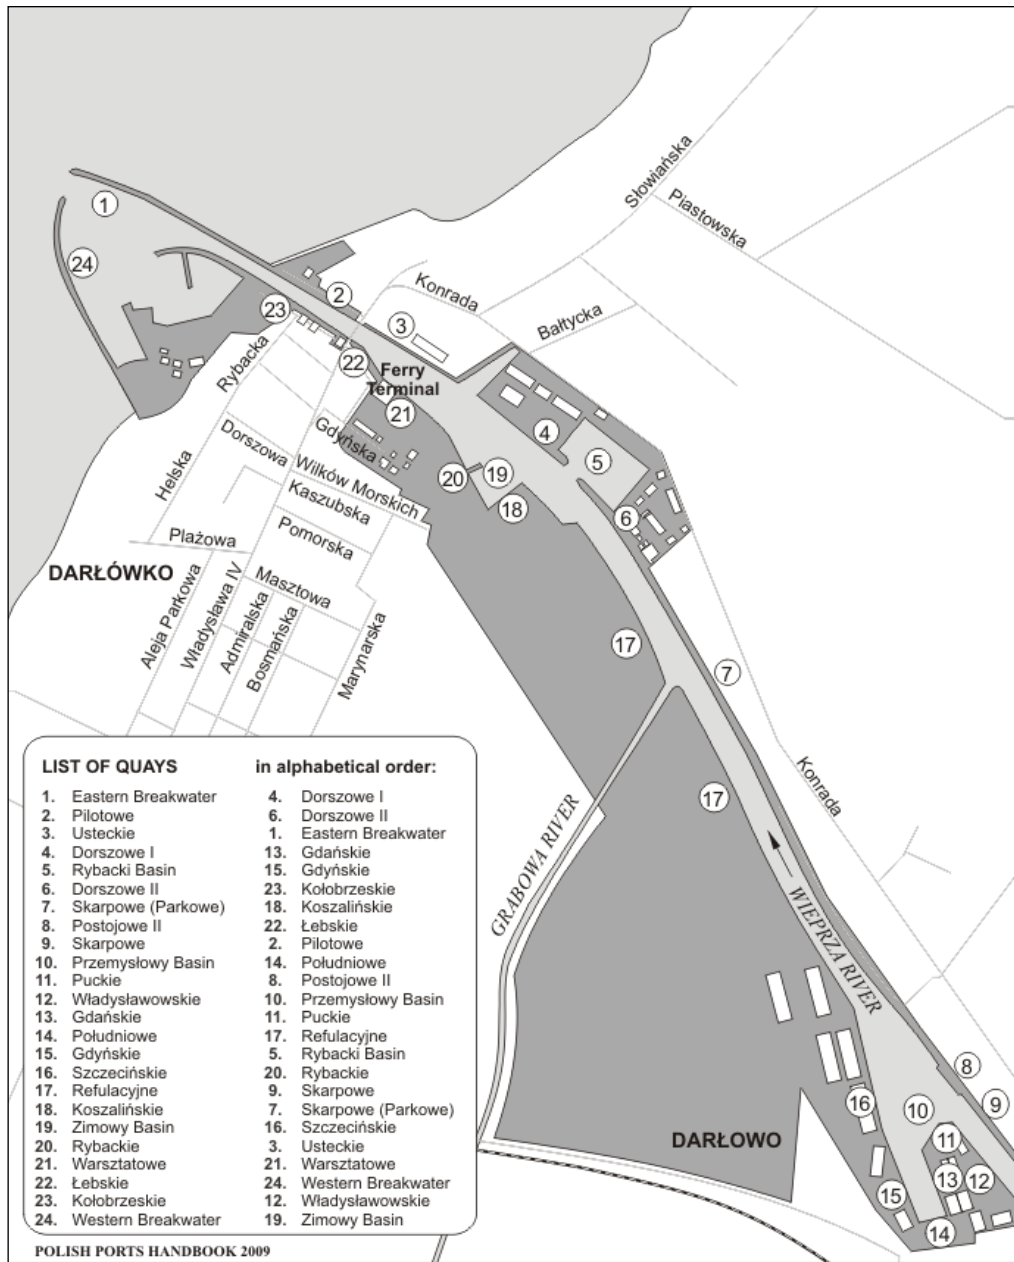 Słowiańska
Piastowska
1
24
Konrada
2
23
3
Bałtycka
Rybacka
22
Ferry
Terminal
21
4
Gdyńska
5
Dorszowa
Helska
Wilków Morskich
20
19
18
Kaszubska
6
Pomorska
Plażowa
DARŁÓWKO
Masztowa
Aleja Parkowa
Władysława IV
Admiralska
Bosmańska
Marynarska
17
7
17
Konrada
GRABOWA RIVER
WIEPRZA RIVER
8
16
10
9
DARŁOWO
11
13
12
15
14
LIST OF QUAYS
1. Eastern Breakwater
2. Pilotowe
3. Usteckie
4. Dorszowe I
5. Rybacki Basin
6. Dorszowe II
7. Skarpowe (Parkowe)
8. Postojowe II
9. Skarpowe
10. Przemysłowy Basin
11. Puckie
12. Władysławowskie
13. Gdańskie
14. Południowe
15. Gdyńskie
16. Szczecińskie
17. Refulacyjne
18. Koszalińskie
19. Zimowy Basin
20. Rybackie
21. Warsztatowe
22. Łebskie
23. Kołobrzeskie
24. Western Breakwater
in alphabetical order:
4. Dorszowe I
6. Dorszowe II
1. Eastern Breakwater
13. Gdańskie
15. Gdyńskie
23. Kołobrzeskie
18. Koszalińskie
22. Łebskie
2. Pilotowe
14. Południowe
8. Postojowe II
10. Przemysłowy Basin
11. Puckie
17. Refulacyjne
5. Rybacki Basin
20. Rybackie
9. Skarpowe
7. Skarpowe (Parkowe)
16. Szczecińskie
3. Usteckie
21. Warsztatowe
24. Western Breakwater
12. Władysławowskie
19. Zimowy Basin
POLISH PORTS HANDBOOK 2009